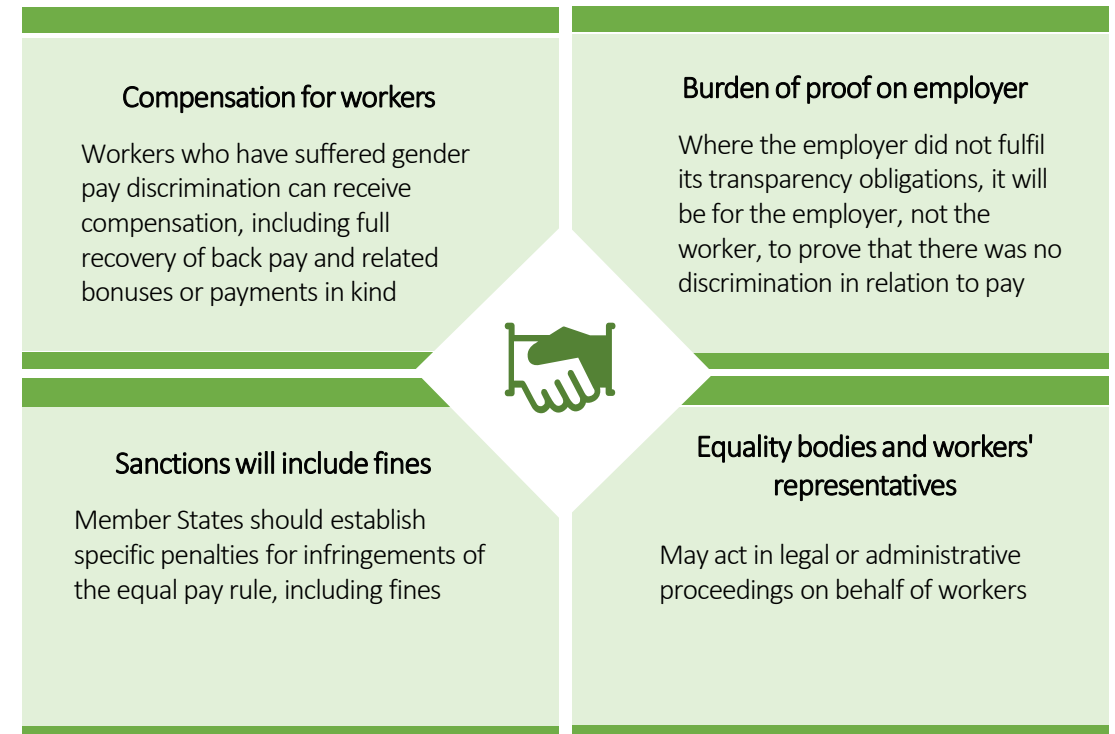 Compensation for workers
Workers who have suffered gender
pay discrimination can receive
compensation, including full
recovery of back pay and related
bonuses or payments in kind
Burden of proof on employer
Where the employer did not fulfil
its transparency obligations, it will
be for the employer, not the
worker, to prove that there was no
discrimination in relation to pay
Sanctions will include fines
Member States should establish
specific penalties for infringements of
the equal pay rule, including fines
Equality bodies and workers'
representatives
May act in legal or administrative
proceedings on behalf of workers